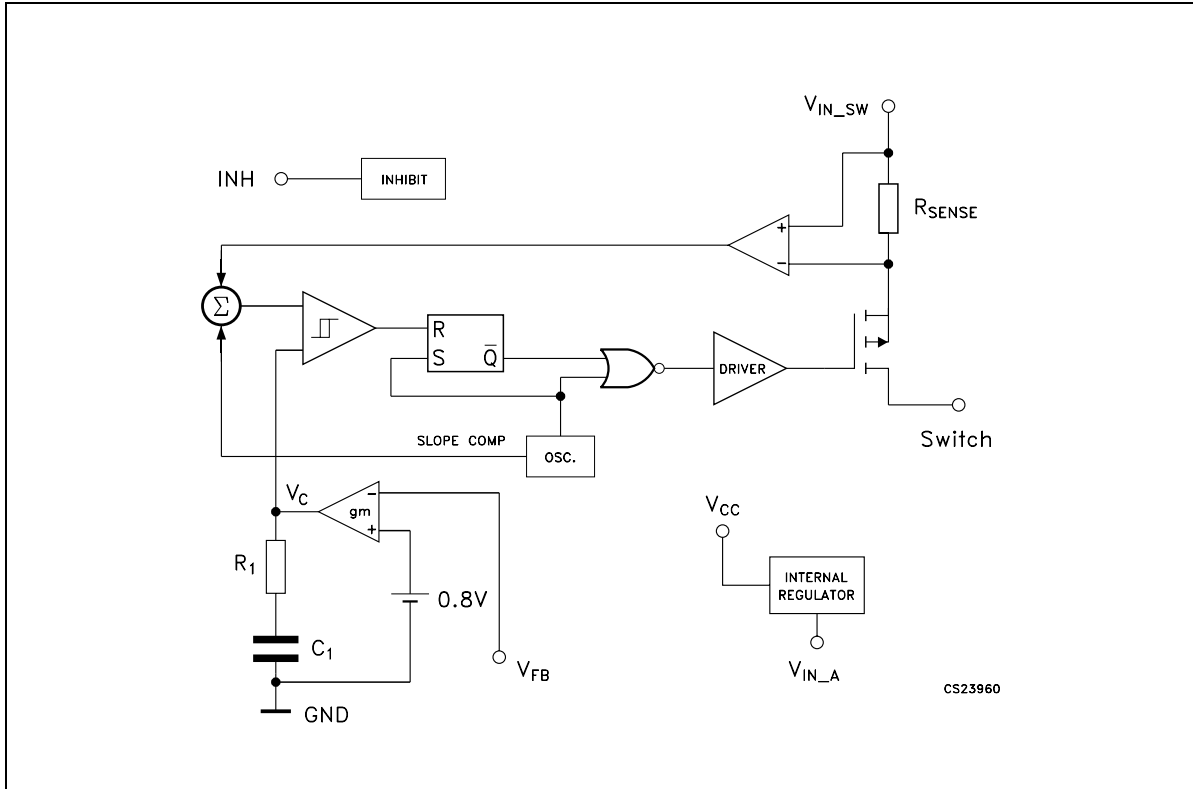 V_IN_SW
INH
INHIBIT
R_SENSE
+
−
Σ
R
S
Q̅
DRIVER
Switch
SLOPE COMP
OSC.
V_C
gm
−
+
V_CC
R_1
INTERNAL
REGULATOR
0.8V
C_1
V_FB
V_IN_A
CS23960
GND